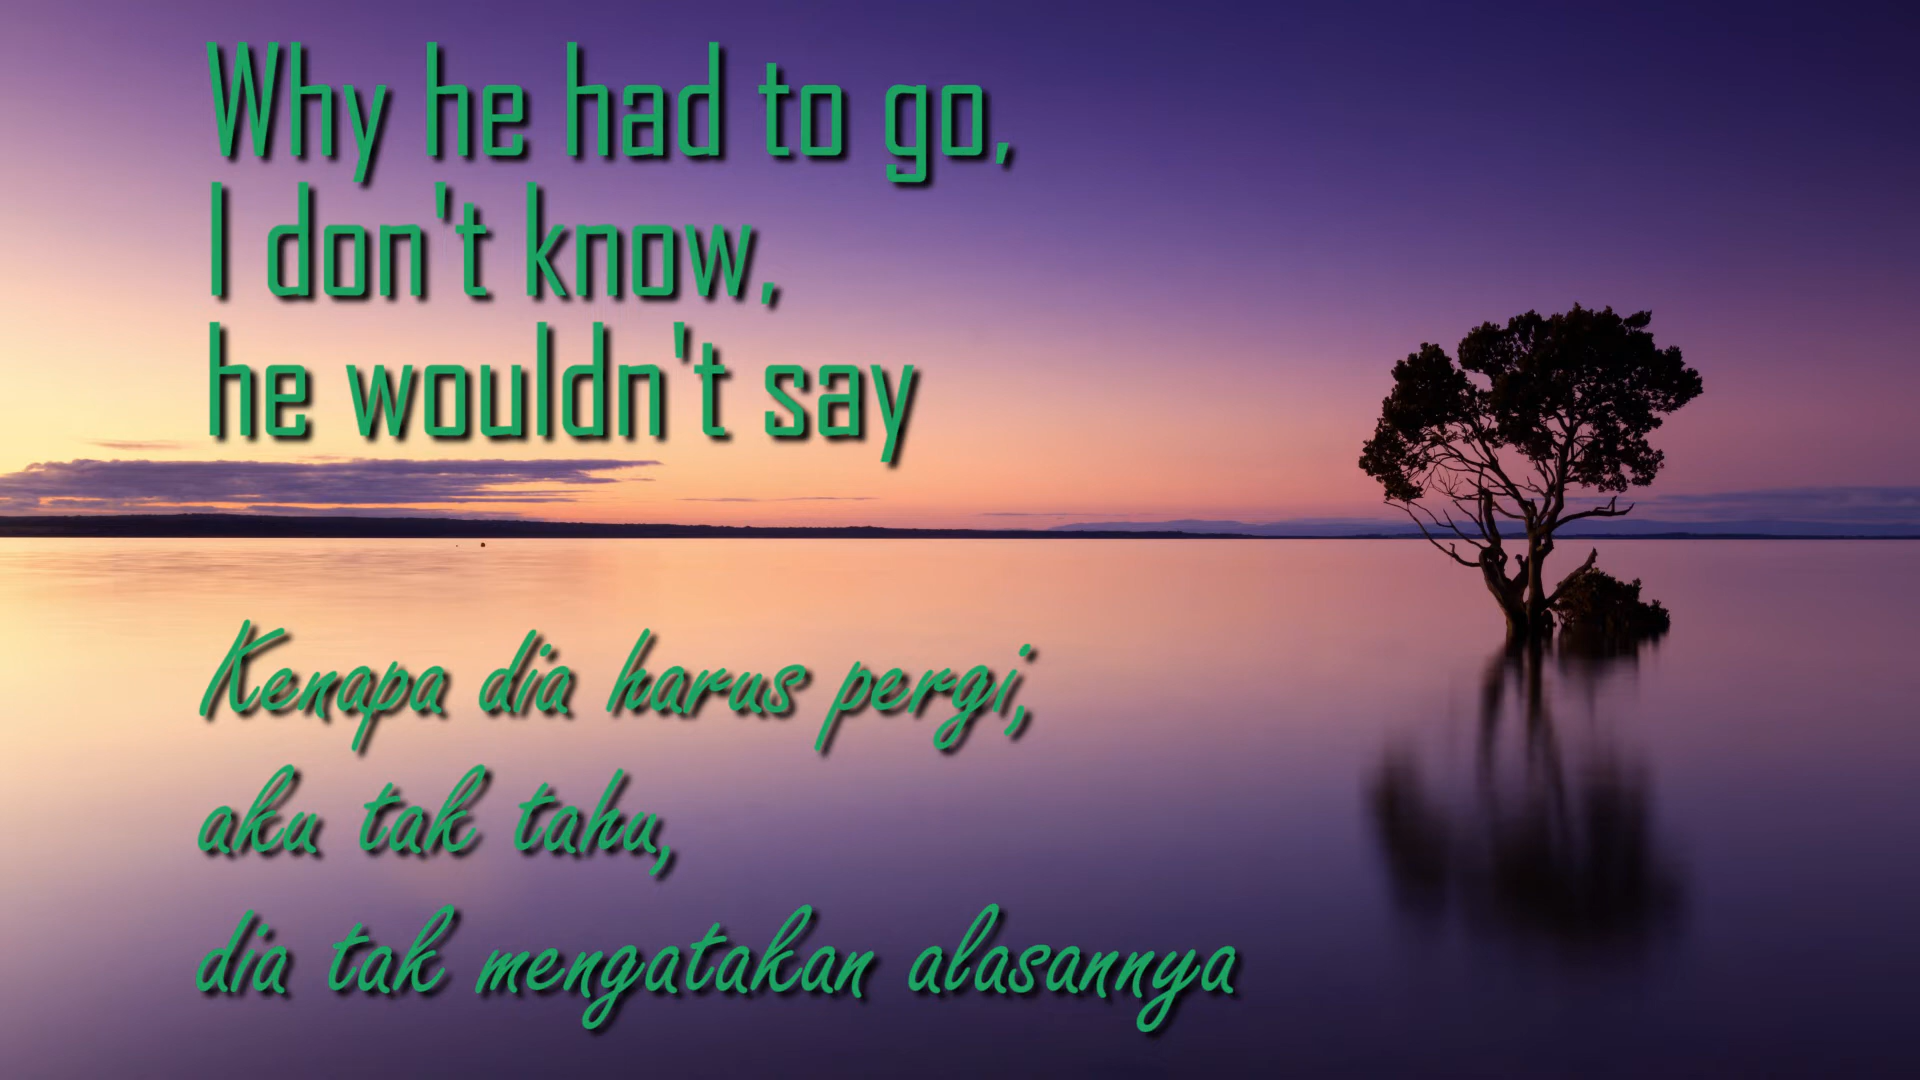 Why he had to go,
I don't know,
he wouldn't say
Kenapa dia harus pergi,
aku tak tahu,
dia tak mengatakan alasannya